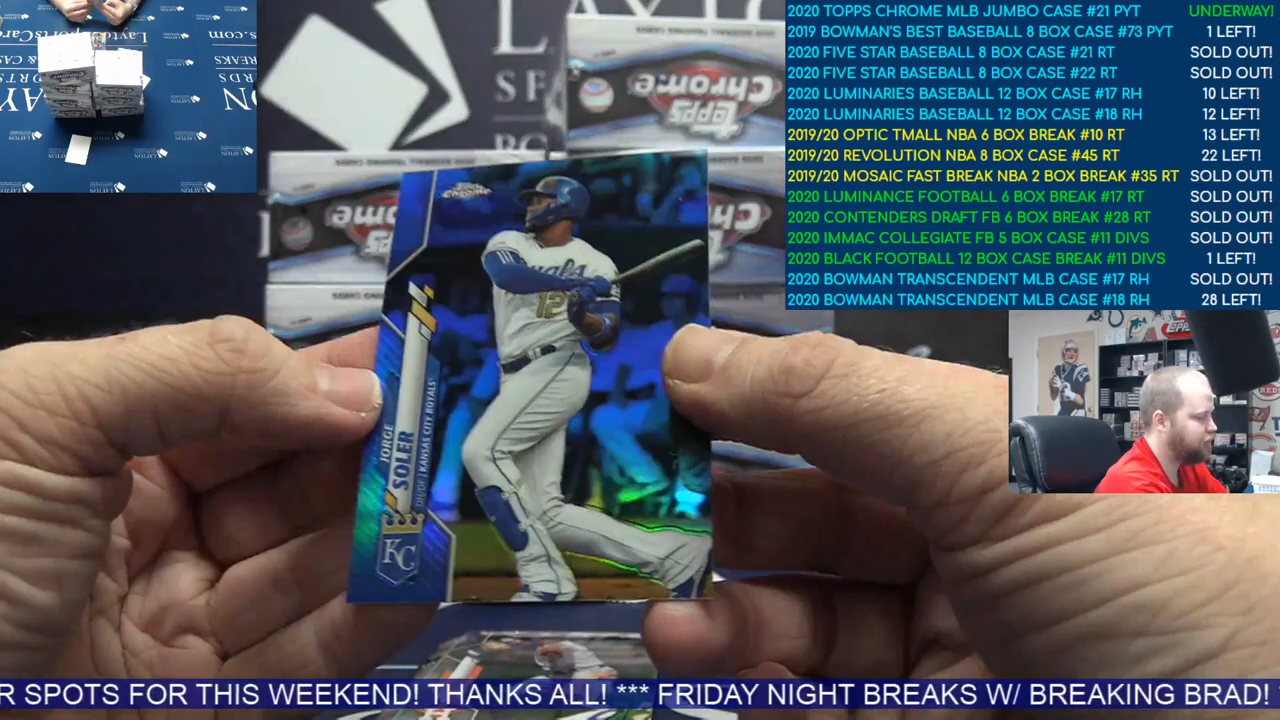 2020 TOPPS CHROME MLB JUMBO CASE #21 PYT UNDERWAY!
2019 BOWMAN'S BEST BASEBALL 8 BOX CASE #73 PYT 1 LEFT!
2020 FIVE STAR BASEBALL 8 BOX CASE #21 RT SOLD OUT!
2020 FIVE STAR BASEBALL 8 BOX CASE #22 RT SOLD OUT!
2020 LUMINARIES BASEBALL 12 BOX CASE #17 RH 10 LEFT!
2020 LUMINARIES BASEBALL 12 BOX CASE #18 RH 12 LEFT!
2019/20 OPTIC TMALL NBA 6 BOX BREAK #10 RT 13 LEFT!
2019/20 REVOLUTION NBA 8 BOX CASE #45 RT 22 LEFT!
2019/20 MOSAIC FAST BREAK NBA 2 BOX BREAK #35 RT SOLD OUT!
2020 LUMINANCE FOOTBALL 6 BOX BREAK #17 RT SOLD OUT!
2020 CONTENDERS DRAFT FB 6 BOX BREAK #28 RT SOLD OUT!
2020 IMMAC COLLEGIATE FB 5 BOX CASE #11 DIVS SOLD OUT!
2020 BLACK FOOTBALL 12 BOX CASE BREAK #11 DIVS 1 LEFT!
2020 BOWMAN TRANSCENDENT MLB CASE #17 RH SOLD OUT!
2020 BOWMAN TRANSCENDENT MLB CASE #18 RH 28 LEFT!
Topps
Chrome
JORGE
SOLER
DH/OF | KANSAS CITY ROYALS
KC
12
R SPOTS FOR THIS WEEKEND! THANKS ALL! *** FRIDAY NIGHT BREAKS W/ BREAKING BRAD!